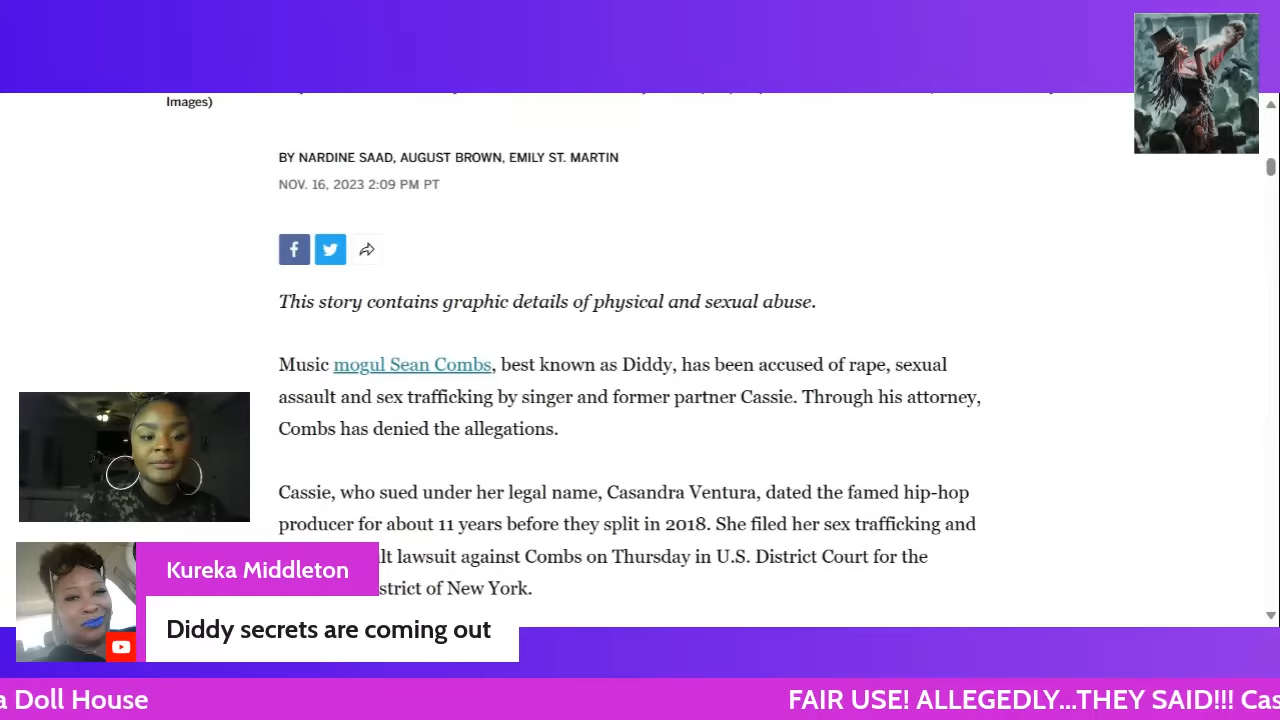 Images)
BY NARDINE SAAD, AUGUST BROWN, EMILY ST. MARTIN
NOV. 16, 2023 2:09 PM PT
This story contains graphic details of physical and sexual abuse.
Music mogul Sean Combs, best known as Diddy, has been accused of rape, sexual
assault and sex trafficking by singer and former partner Cassie. Through his attorney,
Combs has denied the allegations.
Cassie, who sued under her legal name, Casandra Ventura, dated the famed hip-hop
producer for about 11 years before they split in 2018. She filed her sex trafficking and
lt lawsuit against Combs on Thursday in U.S. District Court for the
strict of New York.
Kureka Middleton
Diddy secrets are coming out
a Doll House
FAIR USE! ALLEGEDLY...THEY SAID!!! Cas